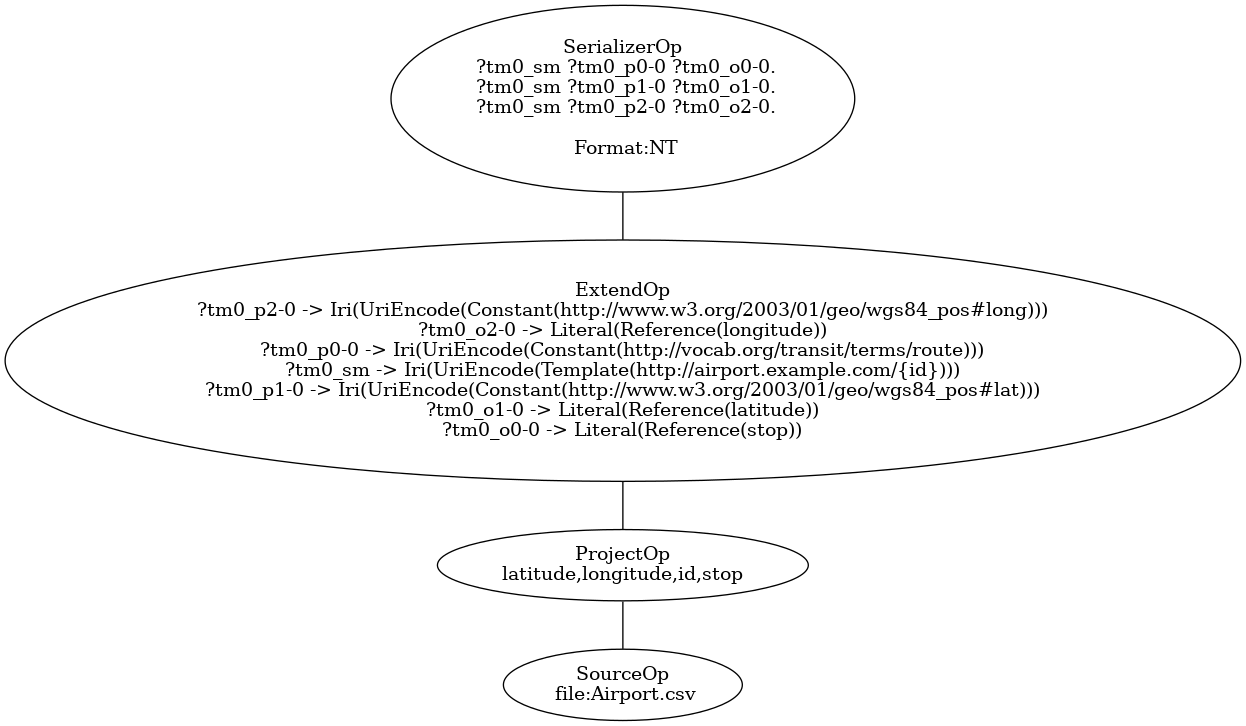 SerializerOp
?tm0_sm ?tm0_p0-0 ?tm0_o0-0.
?tm0_sm ?tm0_p1-0 ?tm0_o1-0.
?tm0_sm ?tm0_p2-0 ?tm0_o2-0.
Format:NT
ExtendOp
?tm0_p2-0 -> Iri(UriEncode(Constant(http://www.w3.org/2003/01/geo/wgs84_pos#long)))
?tm0_o2-0 -> Literal(Reference(longitude))
?tm0_p0-0 -> Iri(UriEncode(Constant(http://vocab.org/transit/terms/route)))
?tm0_sm -> Iri(UriEncode(Template(http://airport.example.com/{id})))
?tm0_p1-0 -> Iri(UriEncode(Constant(http://www.w3.org/2003/01/geo/wgs84_pos#lat)))
?tm0_o1-0 -> Literal(Reference(latitude))
?tm0_o0-0 -> Literal(Reference(stop))
ProjectOp
latitude,longitude,id,stop
SourceOp
file:Airport.csv